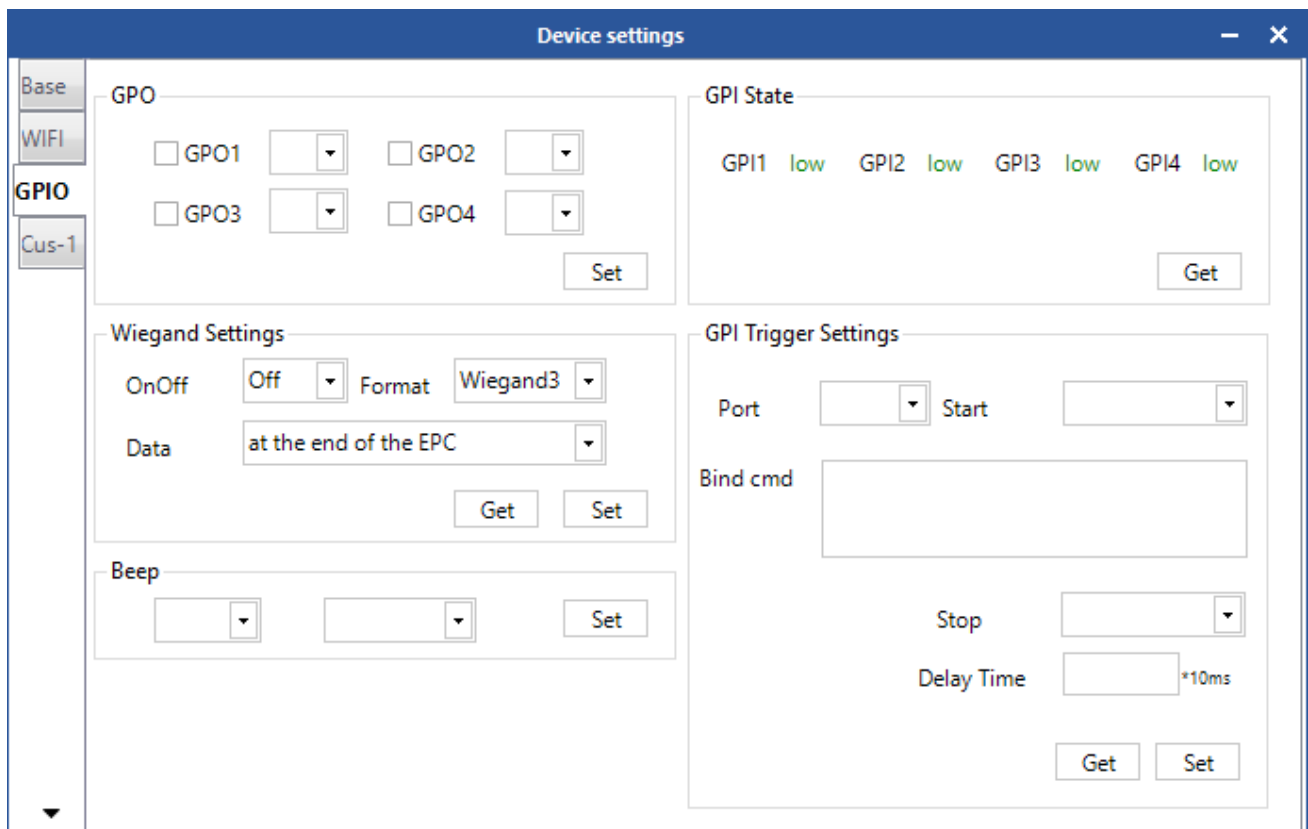 Device settings
Base
WIFI
GPIO
Cus-1
GPO
GPO1
GPO2
GPO3
GPO4
Set
GPI State
GPI1 low GPI2 low GPI3 low GPI4 low
Get
Wiegand Settings
OnOff Off Format Wiegand3
Data at the end of the EPC
Get Set
GPI Trigger Settings
Port Start
Bind cmd
Stop
Delay Time *10ms
Get Set
Beep
Set